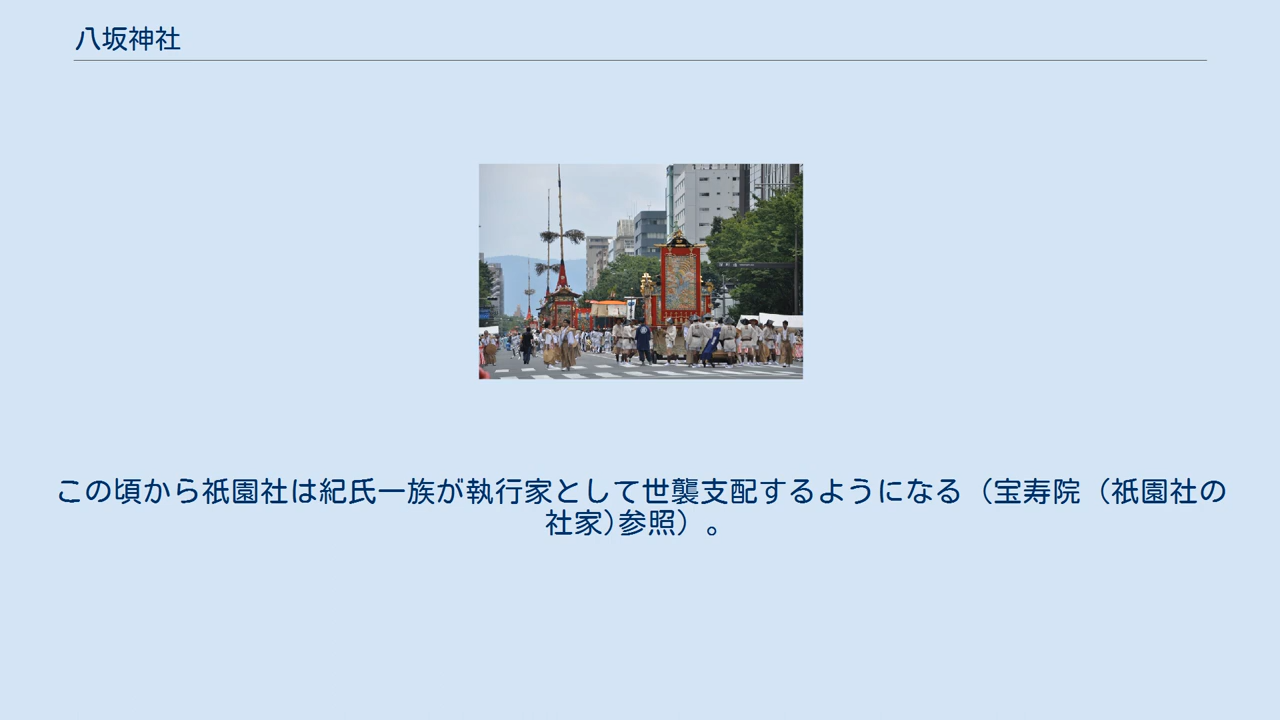 八坂神社
この頃から祇園社は紀氏一族が執行家として世襲支配するようになる（宝寿院（祇園社の
社家)参照）。